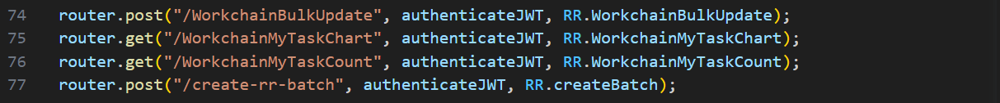 74 router.post("/WorkchainBulkUpdate", authenticateJWT, RR.WorkchainBulkUpdate);
75 router.get("/WorkchainMyTaskChart", authenticateJWT, RR.WorkchainMyTaskChart);
76 router.get("/WorkchainMyTaskCount", authenticateJWT, RR.WorkchainMyTaskCount);
77 router.post("/create-rr-batch", authenticateJWT, RR.createBatch);